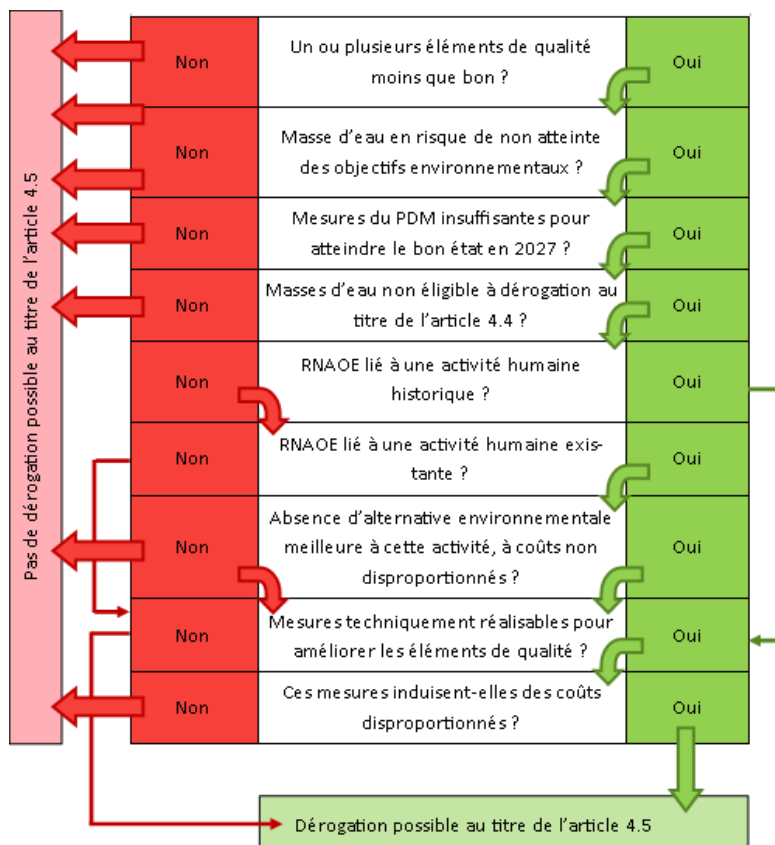 Pas de dérogation possible au titre de l'article 4.5
Non
Un ou plusieurs éléments de qualité
moins que bon ?
Oui
Non
Masse d'eau en risque de non atteinte
des objectifs environnementaux ?
Oui
Non
Mesures du PDM insuffisantes pour
atteindre le bon état en 2027 ?
Oui
Non
Masses d'eau non éligible à dérogation au
titre de l'article 4.4 ?
Oui
Non
RNAOE lié à une activité humaine
historique ?
Oui
Non
RNAOE lié à une activité humaine exis-
tante ?
Oui
Non
Absence d'alternative environnementale
meilleure à cette activité, à coûts non
disproportionnés ?
Oui
Non
Mesures techniquement réalisables pour
améliorer les éléments de qualité ?
Oui
Non
Ces mesures induisent-elles des coûts
disproportionnés ?
Oui
Dérogation possible au titre de l'article 4.5